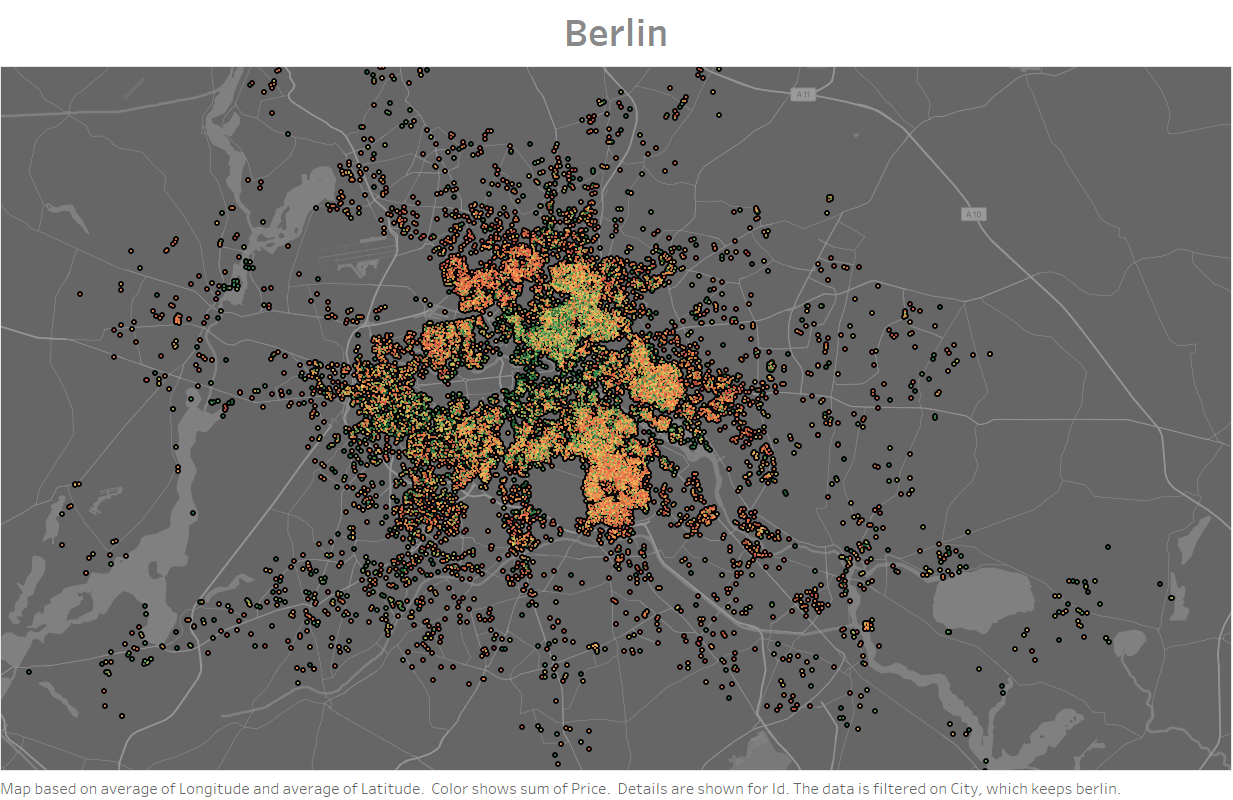 Berlin
A 11
A 10
Map based on average of Longitude and average of Latitude.  Color shows sum of Price.  Details are shown for Id. The data is filtered on City, which keeps berlin.